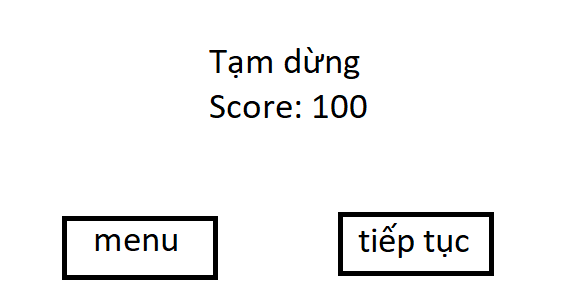 Tạm dừng
Score: 100
menu
tiếp tục